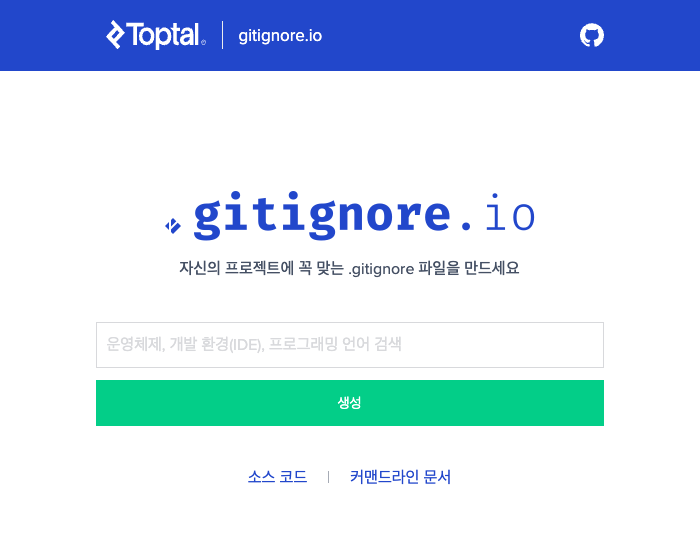 Toptal
gitignore.io
.gitignore.io
자신의 프로젝트에 꼭 맞는 .gitignore 파일을 만드세요
운영체제, 개발 환경(IDE), 프로그래밍 언어 검색
생성
소스 코드 | 커맨드라인 문서